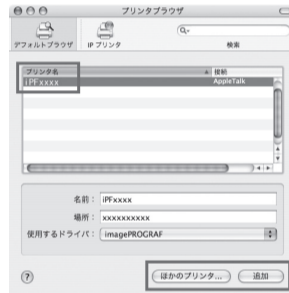 プリンタブラウザ
デフォルトブラウザ IP プリンタ 検索
Q
プリンタ名 接続
iPFxxxx AppleTalk
名前： iPFxxxx
場所： xxxxxxxxxx
使用するドライバ： imagePROGRAF
? ほかのプリンタ... 追加